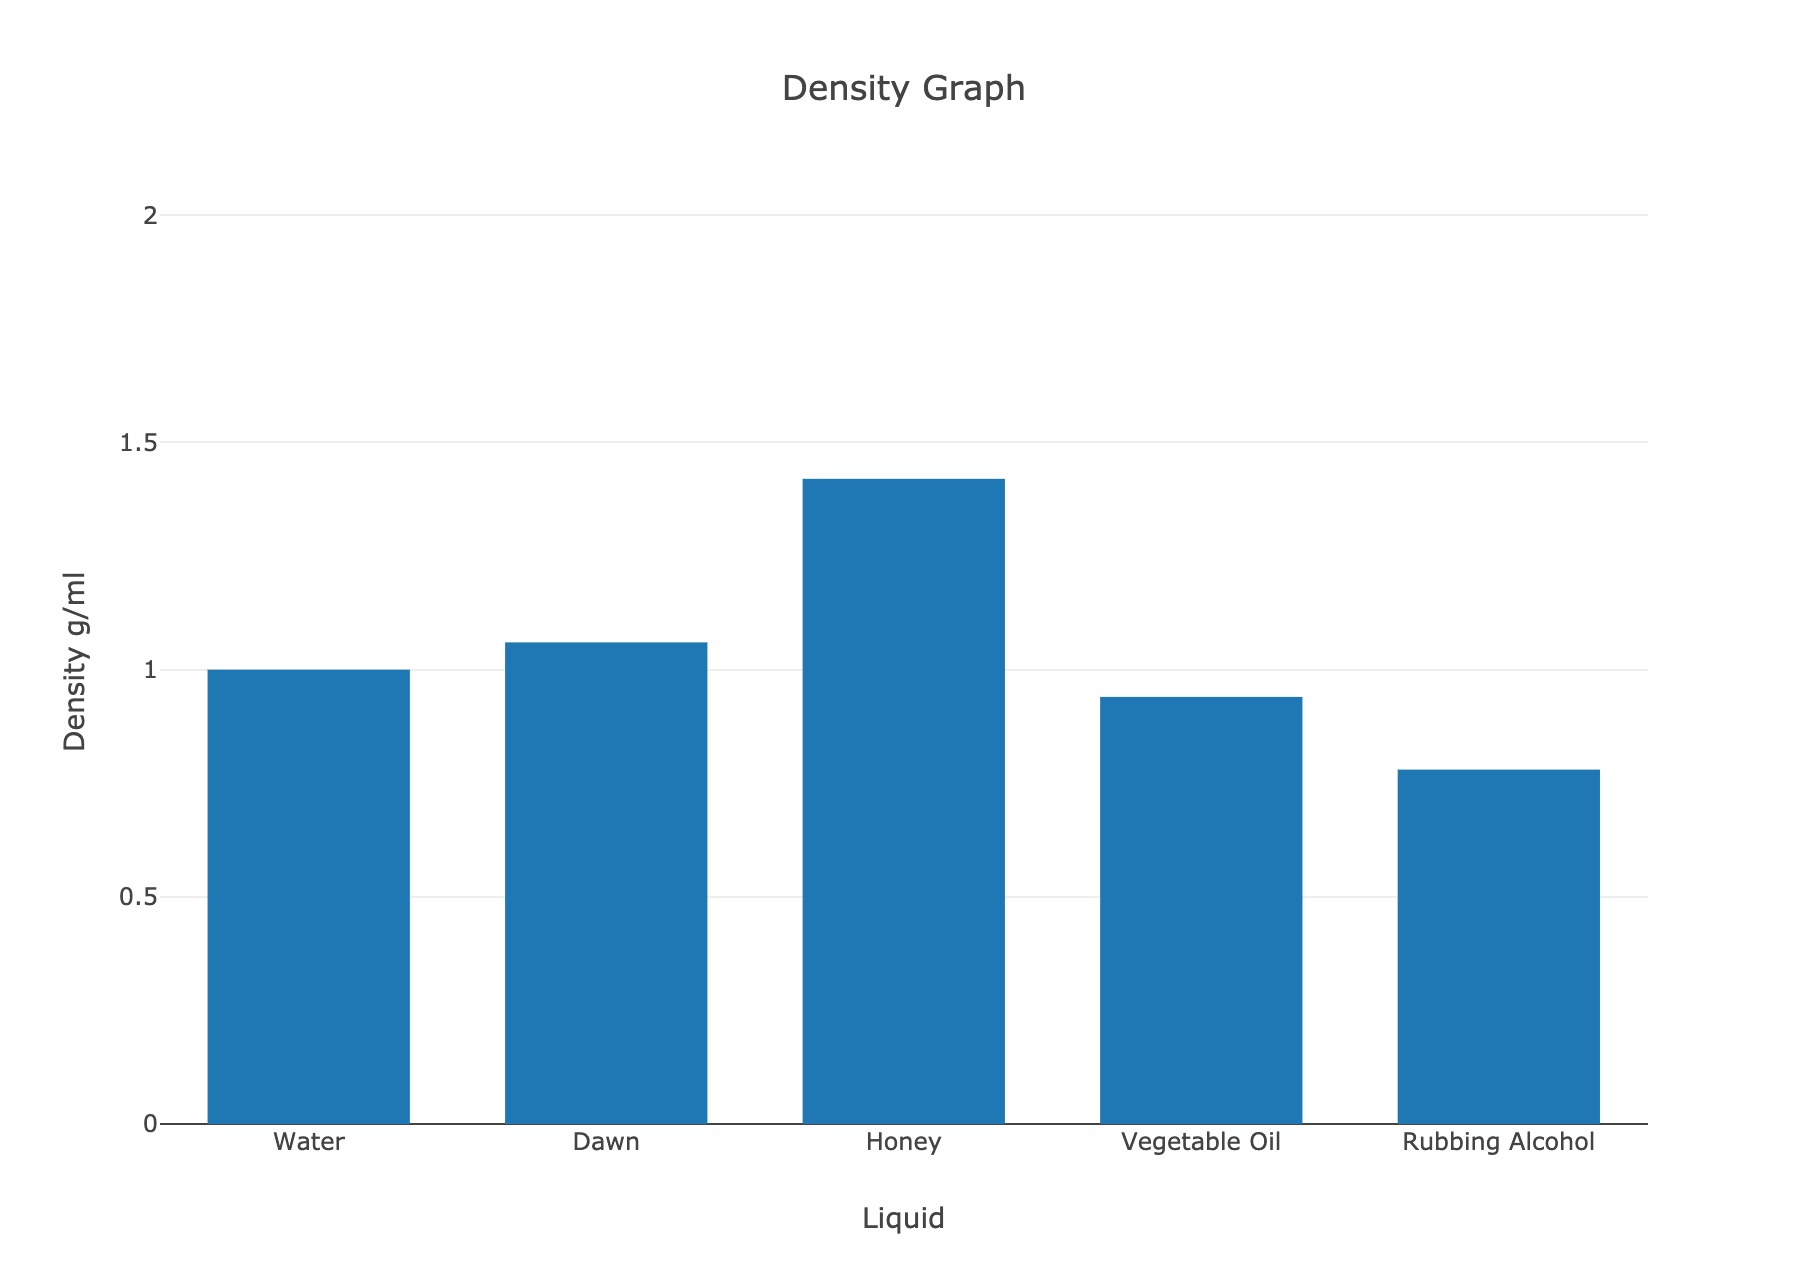 Density Graph
2
1.5
1
0.5
0
Density g/ml
Water Dawn Honey Vegetable Oil Rubbing Alcohol
Liquid